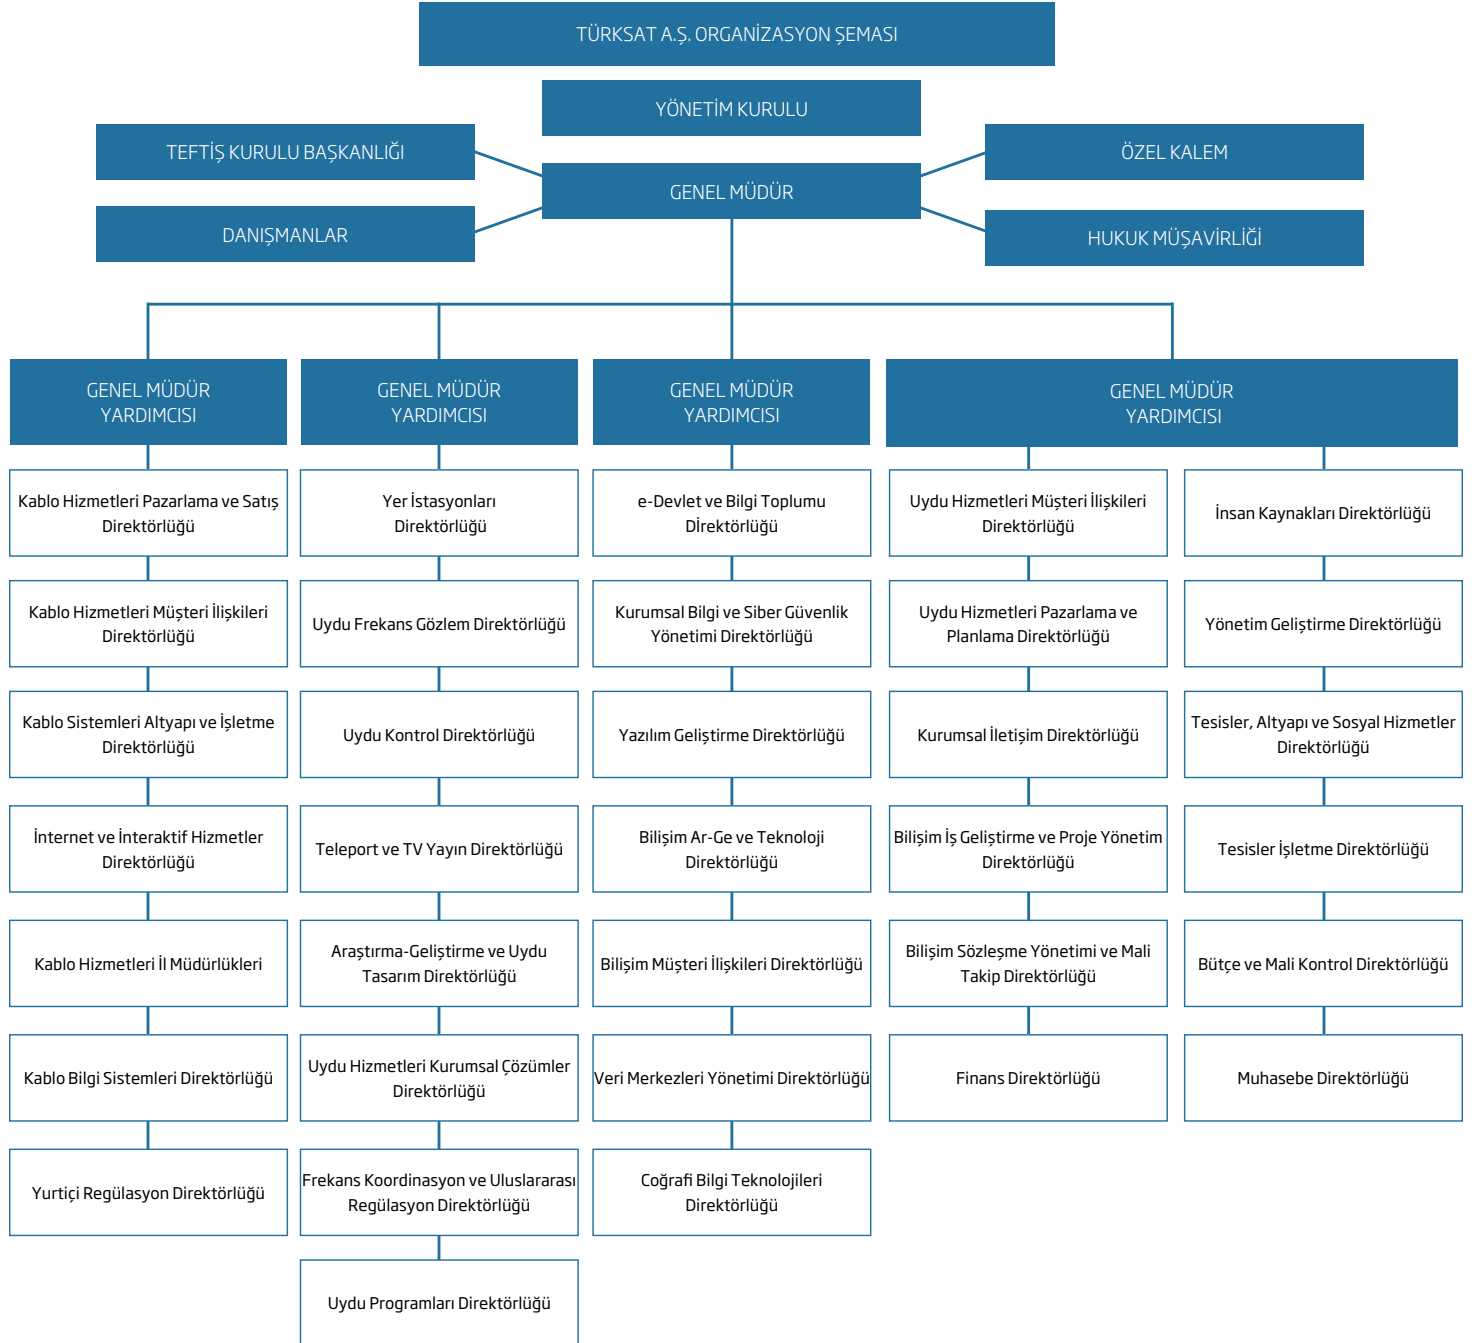 TÜRKSAT A.Ş. ORGANİZASYON ŞEMASI
YÖNETİM KURULU
TEFTİŞ KURULU BAŞKANLIĞI
ÖZEL KALEM
GENEL MÜDÜR
DANIŞMANLAR
HUKUK MÜŞAVİRLİĞİ
GENEL MÜDÜR
YARDIMCISI
Kablo Hizmetleri Pazarlama ve Satış
Direktörlüğü
Kablo Hizmetleri Müşteri İlişkileri
Direktörlüğü
Kablo Sistemleri Altyapı ve İşletme
Direktörlüğü
İnternet ve İnteraktif Hizmetler
Direktörlüğü
Kablo Hizmetleri İl Müdürlükleri
Kablo Bilgi Sistemleri Direktörlüğü
Yurtiçi Regülasyon Direktörlüğü
GENEL MÜDÜR
YARDIMCISI
Yer İstasyonları
Direktörlüğü
Uydu Frekans Gözlem Direktörlüğü
Uydu Kontrol Direktörlüğü
Teleport ve TV Yayın Direktörlüğü
Araştırma-Geliştirme ve Uydu
Tasarım Direktörlüğü
Uydu Hizmetleri Kurumsal Çözümler
Direktörlüğü
Frekans Koordinasyon ve Uluslararası
Regülasyon Direktörlüğü
Uydu Programları Direktörlüğü
GENEL MÜDÜR
YARDIMCISI
e-Devlet ve Bilgi Toplumu
Dİrektörlüğü
Kurumsal Bilgi ve Siber Güvenlik
Yönetimi Direktörlüğü
Yazılım Geliştirme Direktörlüğü
Bilişim Ar-Ge ve Teknoloji
Direktörlüğü
Bilişim Müşteri İlişkileri Direktörlüğü
Veri Merkezleri Yönetimi Direktörlüğü
Coğrafi Bilgi Teknolojileri
Direktörlüğü
GENEL MÜDÜR
YARDIMCISI
Uydu Hizmetleri Müşteri İlişkileri
Direktörlüğü
Uydu Hizmetleri Pazarlama ve
Planlama Direktörlüğü
Kurumsal İletişim Direktörlüğü
Bilişim İş Geliştirme ve Proje Yönetim
Direktörlüğü
Bilişim Sözleşme Yönetimi ve Mali
Takip Direktörlüğü
Finans Direktörlüğü
İnsan Kaynakları Direktörlüğü
Yönetim Geliştirme Direktörlüğü
Tesisler, Altyapı ve Sosyal Hizmetler
Direktörlüğü
Tesisler İşletme Direktörlüğü
Bütçe ve Mali Kontrol Direktörlüğü
Muhasebe Direktörlüğü